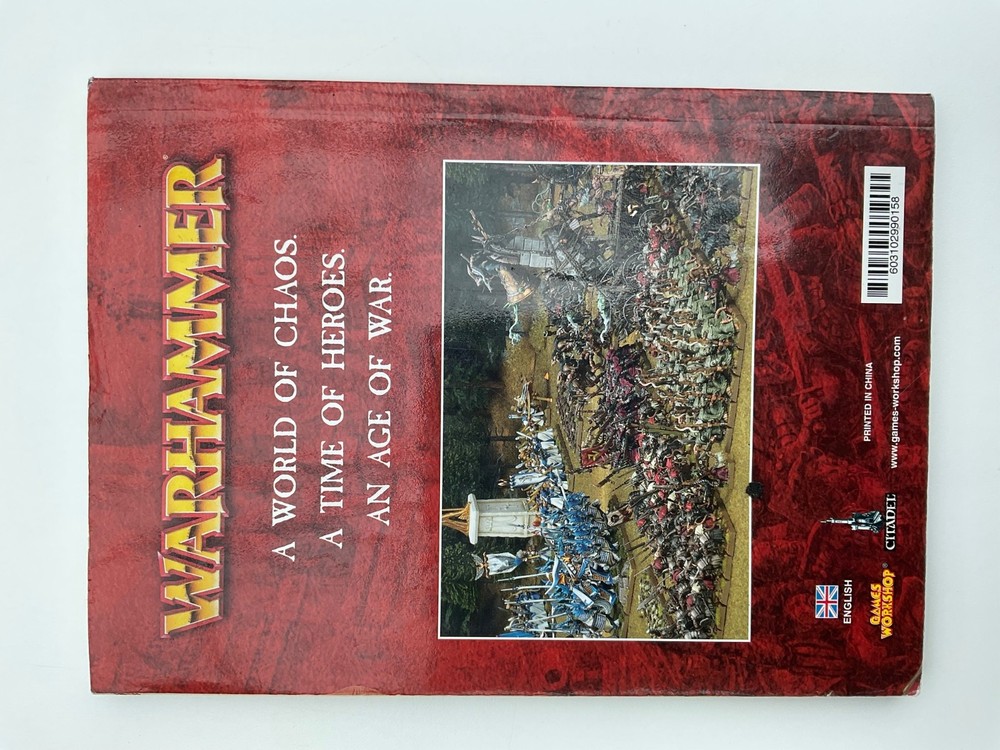 WARHAMMER
A WORLD OF CHAOS.
A TIME OF HEROES.
AN AGE OF WAR.
ENGLISH
GAMES
WORKSHOP®
CITADEL
PRINTED IN CHINA
www.games-workshop.com
603102990158